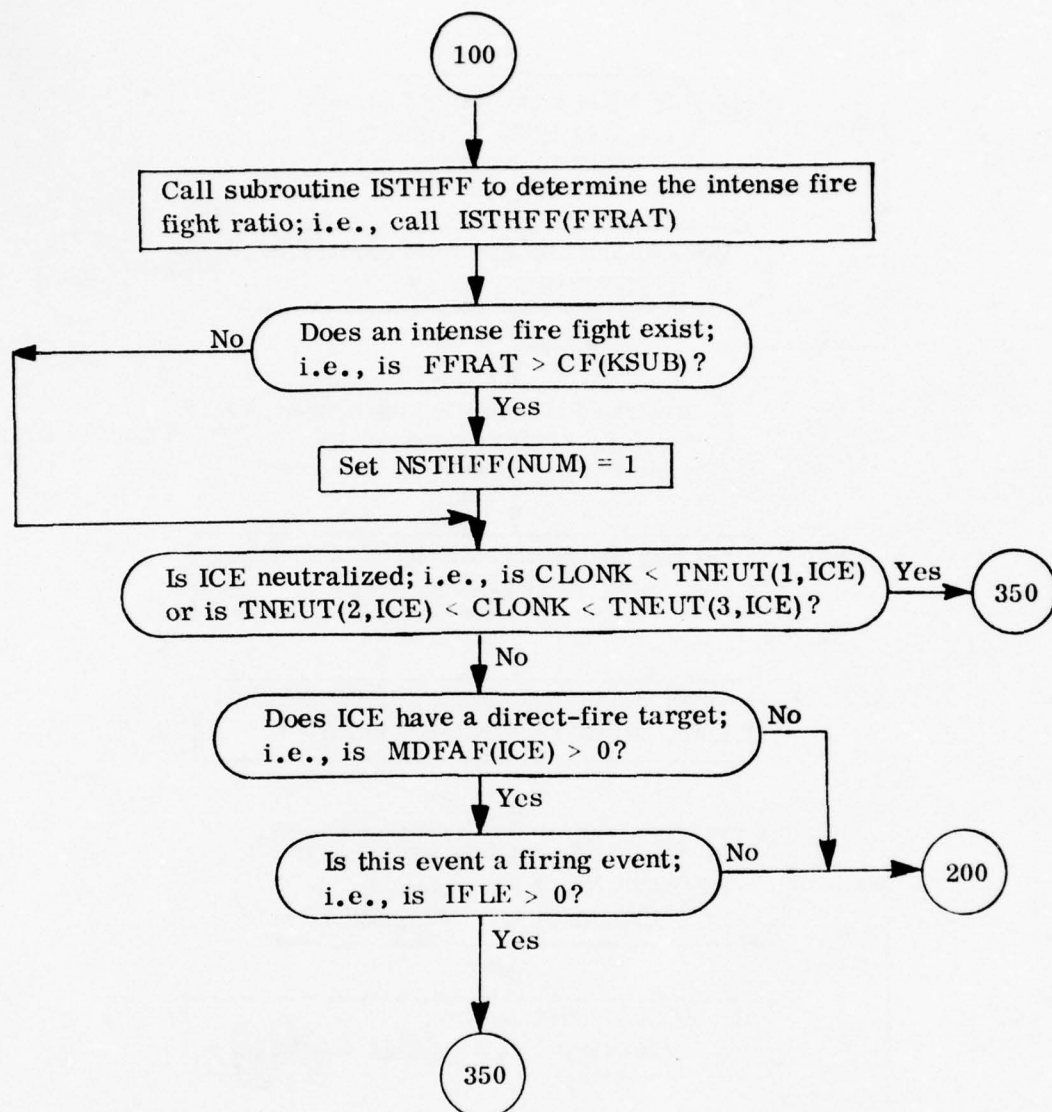 100
Call subroutine ISTHFF to determine the intense fire
fight ratio; i.e., call ISTHFF(FFRAT)
No
Does an intense fire fight exist;
i.e., is FFRAT > CF(KSUB)?
Yes
Set NSTHFF(NUM) = 1
Is ICE neutralized; i.e., is CLONK < TNEUT(1,ICE)
or is TNEUT(2,ICE) < CLONK < TNEUT(3,ICE)?
Yes
350
No
Does ICE have a direct-fire target;
i.e., is MDFAF(ICE) > 0?
No
Yes
Is this event a firing event;
i.e., is IFLE > 0?
No
200
Yes
350